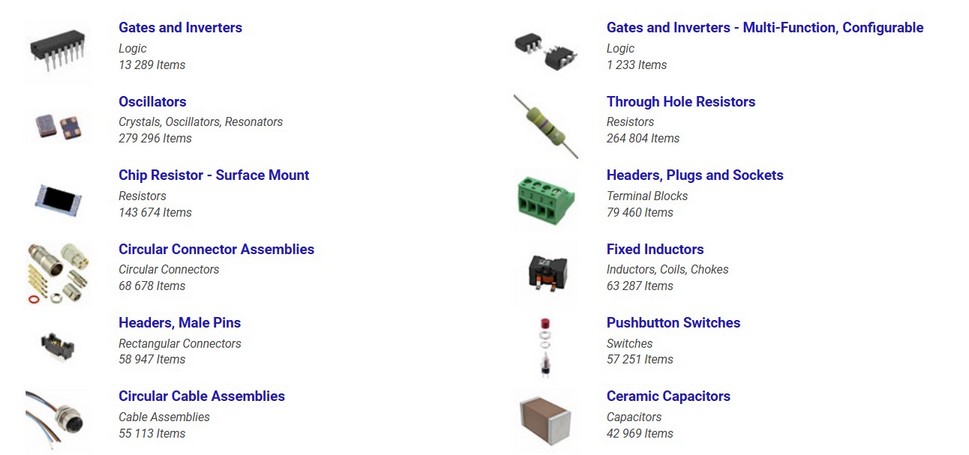 Gates and Inverters
Logic
13 289 Items
Gates and Inverters - Multi-Function, Configurable
Logic
1 233 Items
Oscillators
Crystals, Oscillators, Resonators
279 296 Items
Through Hole Resistors
Resistors
264 804 Items
Chip Resistor - Surface Mount
Resistors
143 674 Items
Headers, Plugs and Sockets
Terminal Blocks
79 460 Items
Circular Connector Assemblies
Circular Connectors
68 678 Items
Fixed Inductors
Inductors, Coils, Chokes
63 287 Items
Headers, Male Pins
Rectangular Connectors
58 947 Items
Pushbutton Switches
Switches
57 251 Items
Circular Cable Assemblies
Cable Assemblies
55 113 Items
Ceramic Capacitors
Capacitors
42 969 Items